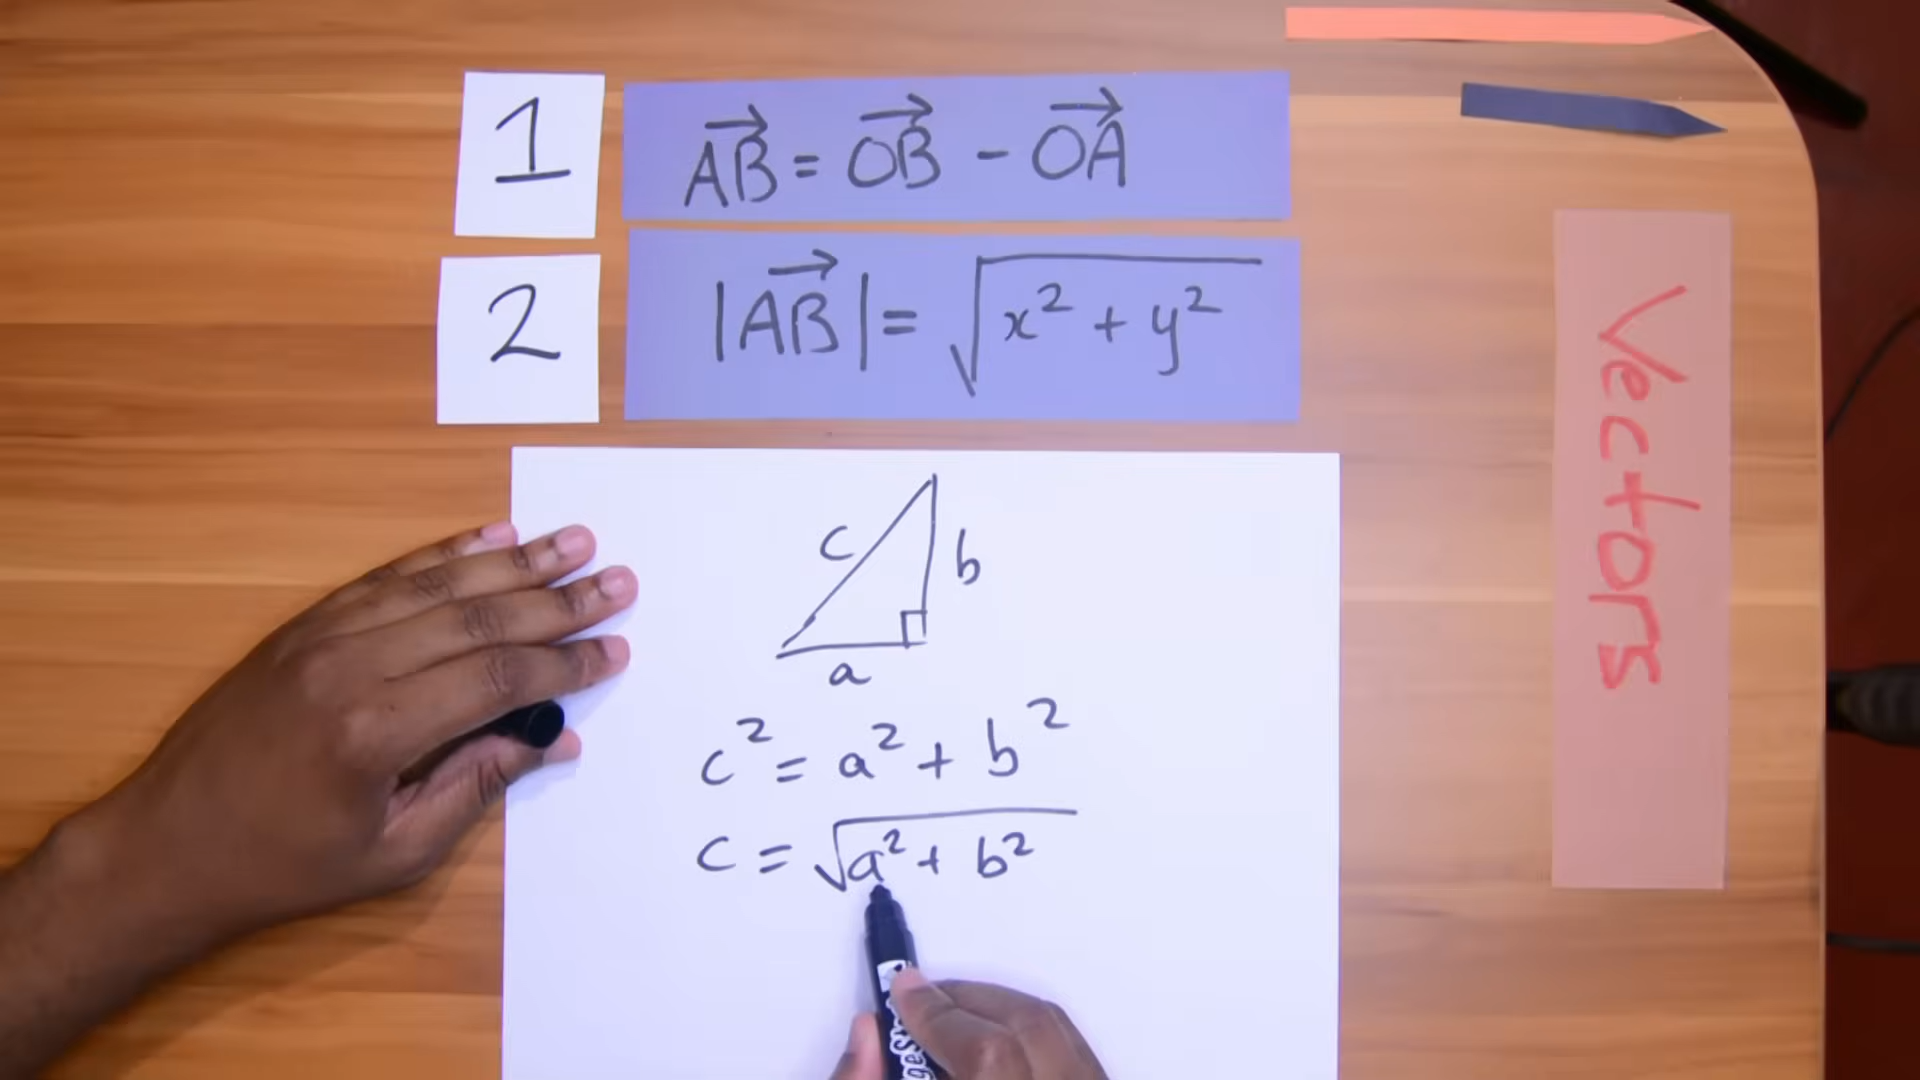 1
AB→ = OB→ - OA→
2
|AB→| = √x² + y²
Vectors
c
b
a
c² = a² + b²
c = √a² + b²